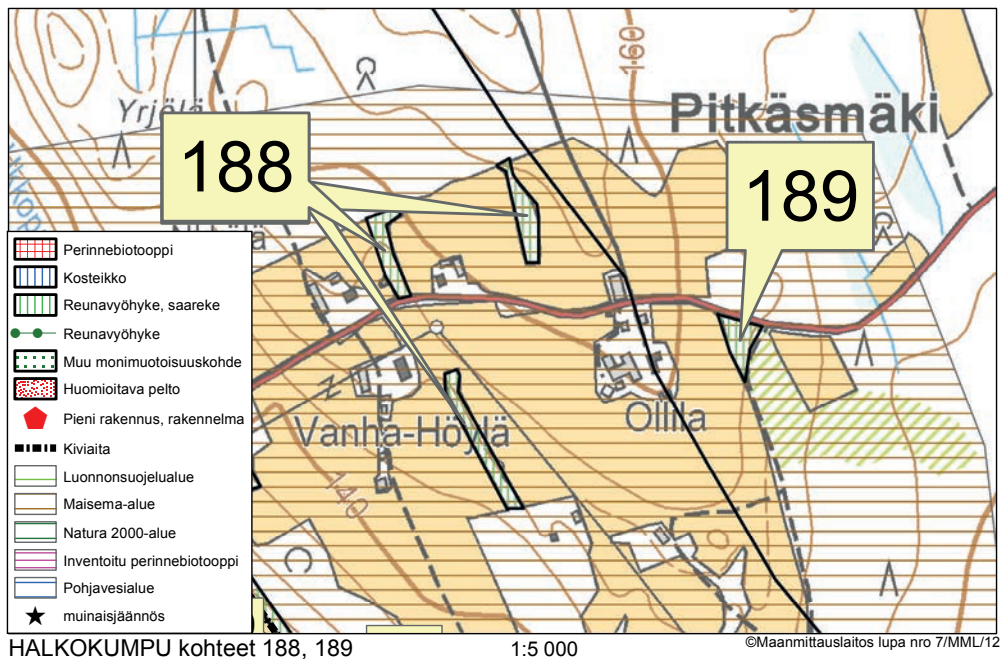 160
Yrjölä
Pitkäsmäki
188
189
Perinnebiotooppi
Kosteikko
Reunavyöhyke, saareke
Reunavyöhyke
Muu monimuotoisuuskohde
Huomioitava pelto
Pieni rakennus, rakennelma
Kiviaita
Luonnonsuojelualue
Maisema-alue
Natura 2000-alue
Inventoitu perinnebiotooppi
Pohjavesialue
muinaisjäännös
Vanha-Höylä
Ollila
140
HALKOKUMPU kohteet 188, 189
1:5 000
©Maanmittauslaitos lupa nro 7/MML/12